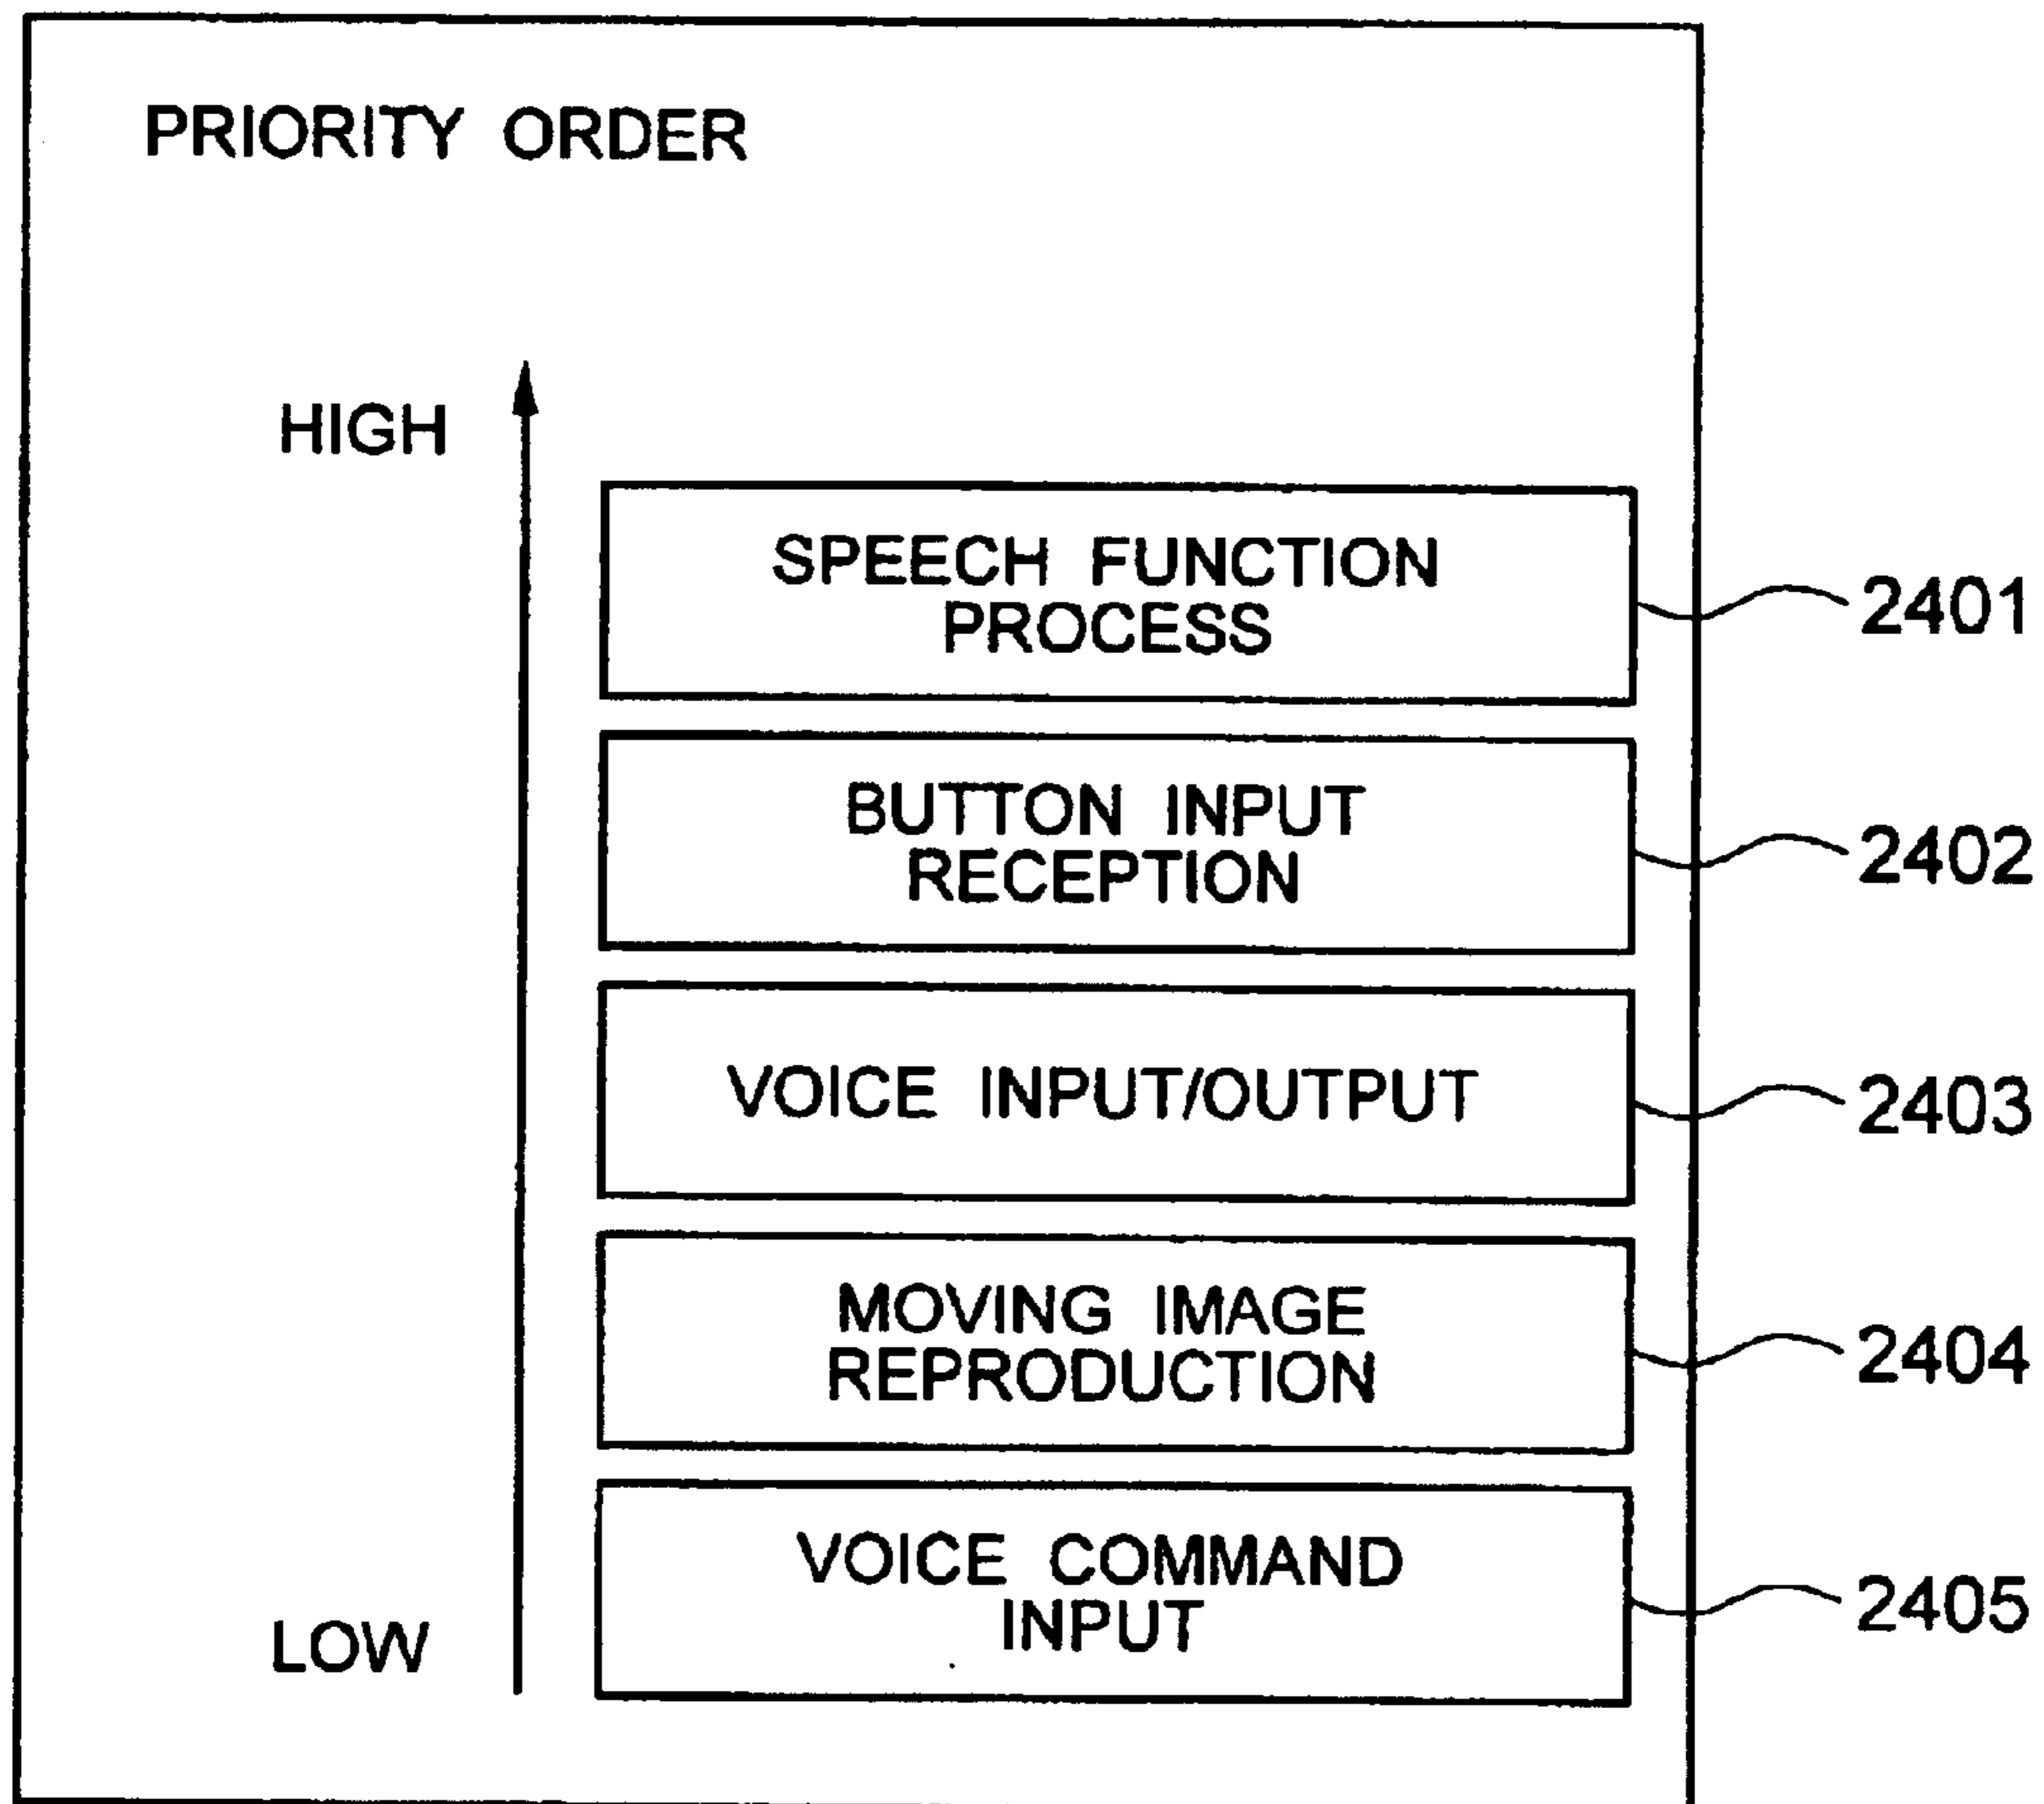 PRIORITY ORDER
HIGH
SPEECH FUNCTION
PROCESS
2401
BUTTON INPUT
RECEPTION
2402
VOICE INPUT/OUTPUT
2403
MOVING IMAGE
REPRODUCTION
2404
VOICE COMMAND
INPUT
2405
LOW